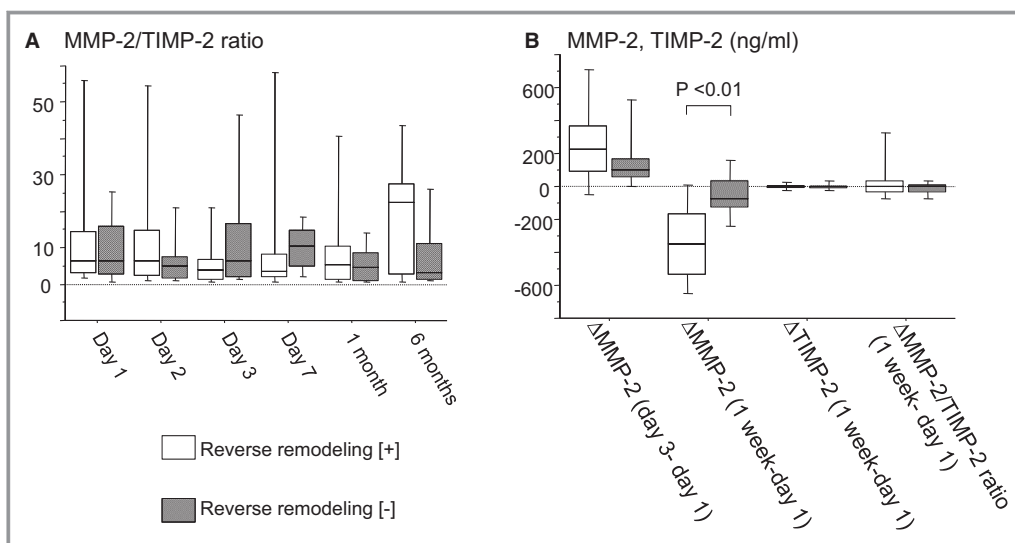 A MMP-2/TIMP-2 ratio
50
30
10
0
Day 1
Day 2
Day 3
Day 7
1 month
6 months
Reverse remodeling [+]
Reverse remodeling [-]
B MMP-2, TIMP-2 (ng/ml)
P <0.01
600
200
0
-200
-600
ΔMMP-2 (day 3- day 1)
ΔMMP-2 (1 week-day 1)
ΔTIMP-2 (1 week-day 1)
ΔMMP-2/TIMP-2 ratio
(1 week- day 1)